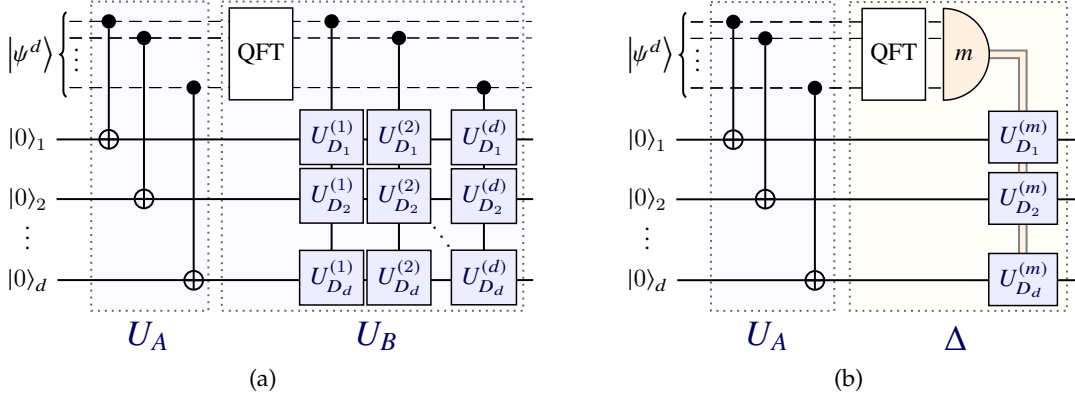 |ψ^d⟩ ⋮ QFT
|0⟩_1 U_{D_1}^{(1)} U_{D_1}^{(2)} U_{D_1}^{(d)}
|0⟩_2 U_{D_2}^{(1)} U_{D_2}^{(2)} U_{D_2}^{(d)}
⋮ ⋱
|0⟩_d U_{D_d}^{(1)} U_{D_d}^{(2)} U_{D_d}^{(d)}
U_A U_B
(a)
|ψ^d⟩ ⋮ QFT m
|0⟩_1 U_{D_1}^{(m)}
|0⟩_2 U_{D_2}^{(m)}
⋮
|0⟩_d U_{D_d}^{(m)}
U_A Δ
(b)